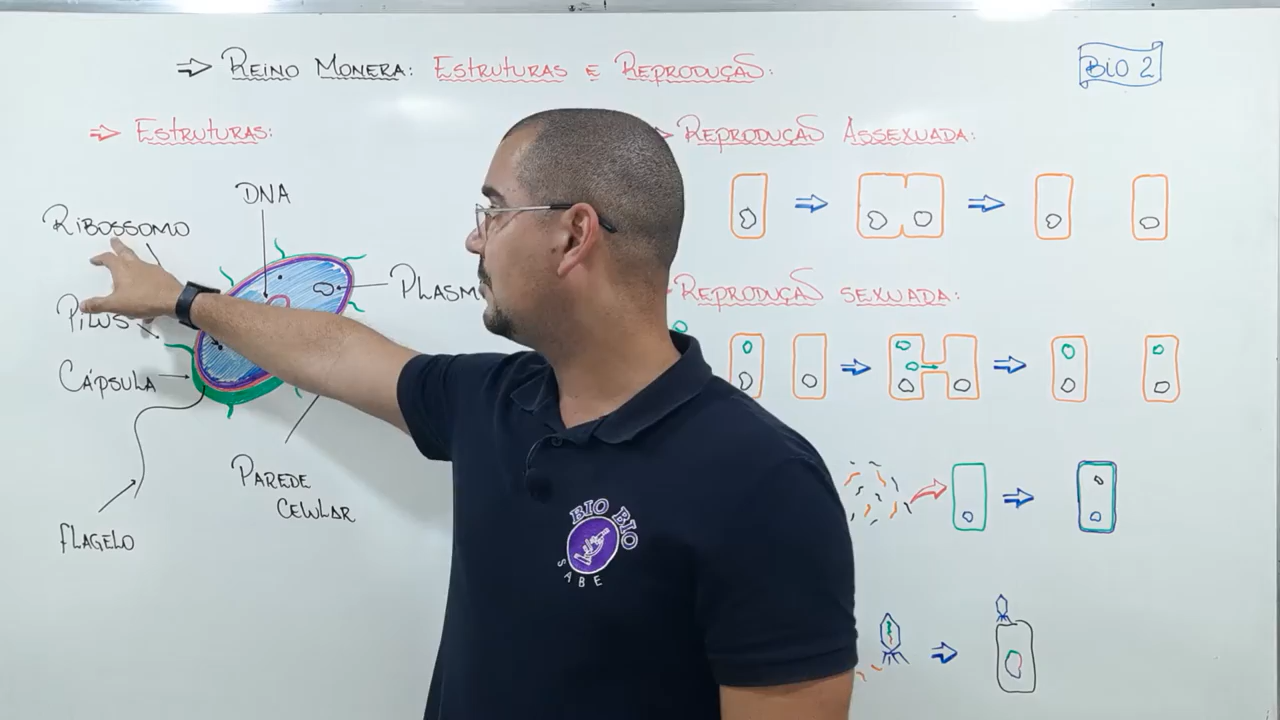 ⇒ REINO MONERA: ESTRUTURAS E REPRODUÇÃO:
BIO 2
⇒ ESTRUTURAS:
DNA
RIBOSSOMO
PILUS
CÁPSULA
FLAGELO
PAREDE
CELULAR
REPRODUÇÃO ASSEXUADA:
REPRODUÇÃO SEXUADA:
BIO BIO
SABE